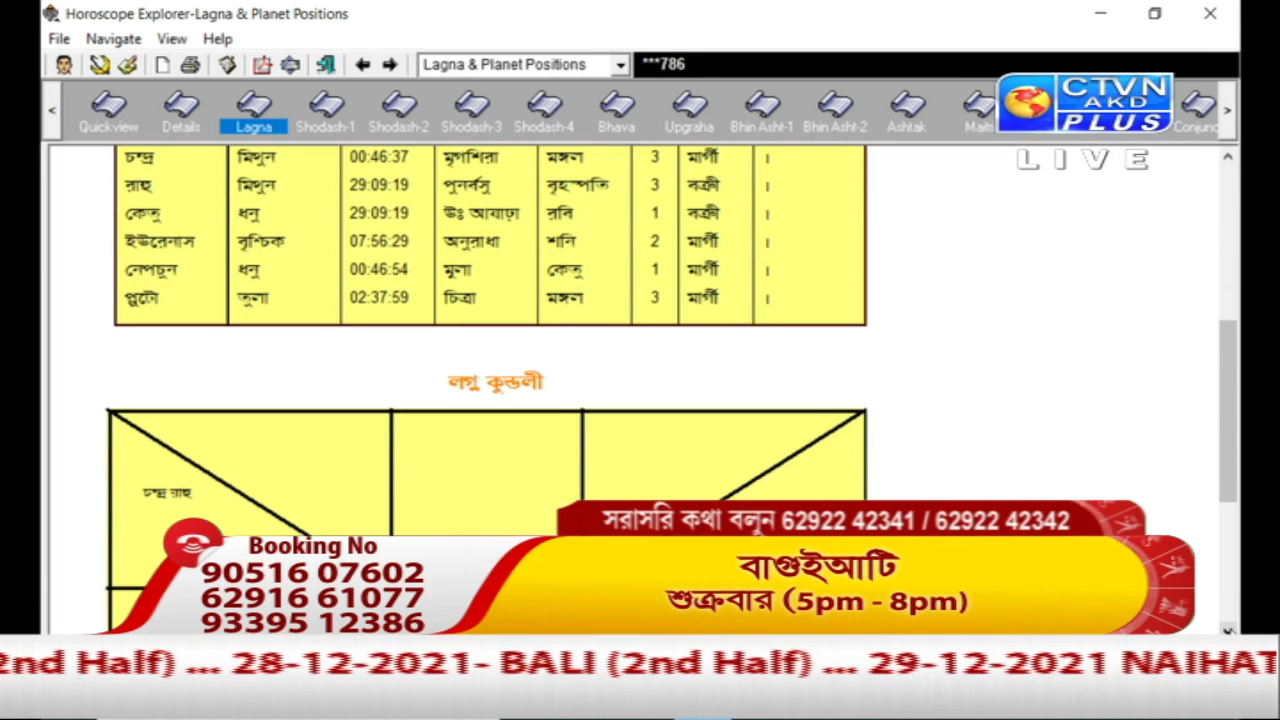 Horoscope Explorer-Lagna & Planet Positions
File Navigate View Help
Lagna & Planet Positions ***786
Quickview Details Lagna Shodash-1 Shodash-2 Shodash-3 Shodash-4 Bhava Upgraha Bhin Asht-1 Bhin Asht-2 Ashtak
CTVN
AKD
PLUS
LIVE
চন্দ্র মিথুন 00:46:37 মৃগশিরা মঙ্গল 3 মার্গী ।
রাহু মিথুন 29:09:19 পুনর্বসু বৃহস্পতি 3 বক্রী ।
কেতু ধনু 29:09:19 উঃ আষাঢ়া রবি 1 বক্রী ।
ইউরেনাস বৃশ্চিক 07:56:29 অনুরাধা শনি 2 মার্গী ।
নেপচুন ধনু 00:46:54 মুলা কেতু 1 মার্গী ।
প্লুটো তুলা 02:37:59 চিত্রা মঙ্গল 3 মার্গী ।
লগ্ন কুন্ডলী
চন্দ্র রাহু
সরাসরি কথা বলুন 62922 42341 / 62922 42342
Booking No
90516 07602
62916 61077
93395 12386
বাগুইআটি
শুক্রবার (5pm - 8pm)
2nd Half) ... 28-12-2021- BALI (2nd Half) ... 29-12-2021 NAIHAT